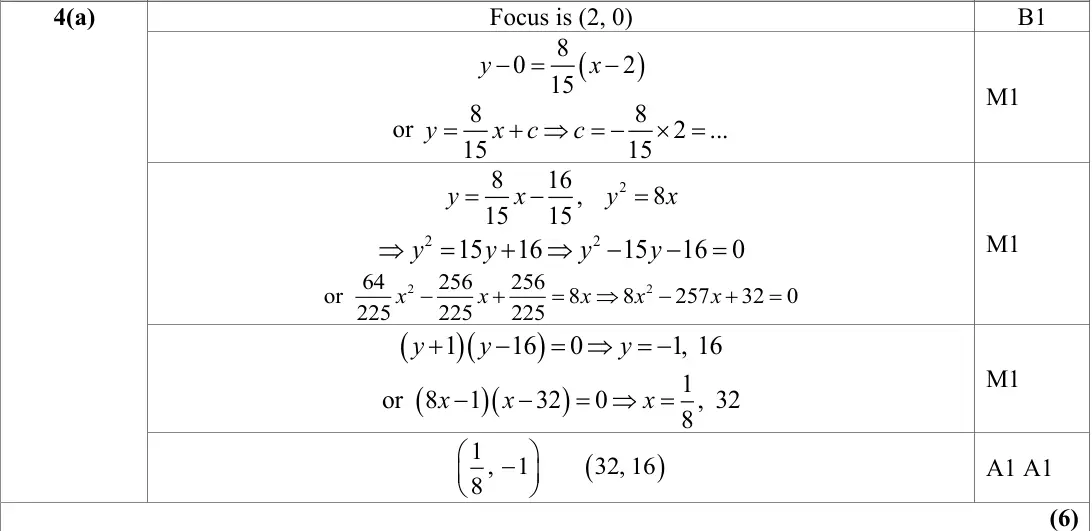 4(a) Focus is (2, 0) B1
y − 0 = 8/15 (x − 2)
or y = 8/15 x + c ⇒ c = − 8/15 × 2 = ...
M1
y = 8/15 x − 16/15 , y² = 8x
⇒ y² = 15y + 16 ⇒ y² − 15y − 16 = 0
or 64/225 x² − 256/225 x + 256/225 = 8x ⇒ 8x² − 257x + 32 = 0
M1
(y + 1)(y − 16) = 0 ⇒ y = −1, 16
or (8x − 1)(x − 32) = 0 ⇒ x = 1/8 , 32
M1
(1/8 , −1) (32, 16) A1 A1
(6)